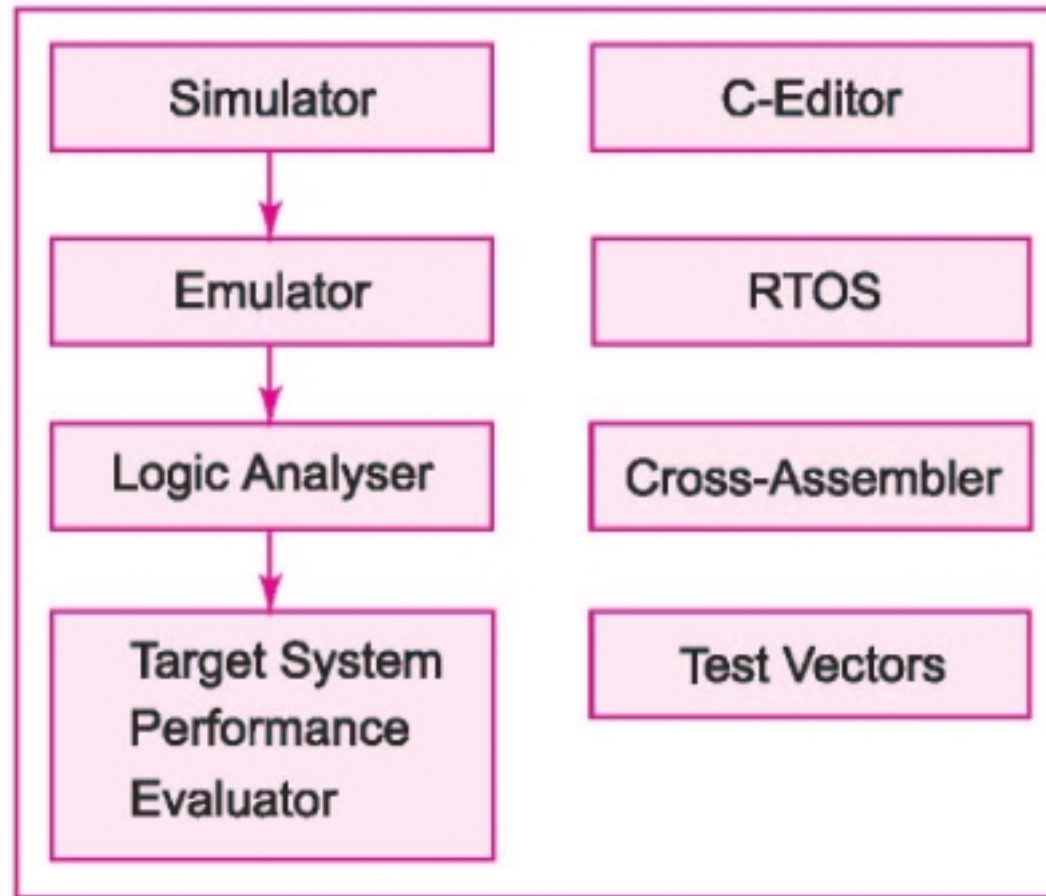 Simulator
C-Editor
Emulator
RTOS
Logic Analyser
Cross-Assembler
Target System
Performance
Evaluator
Test Vectors